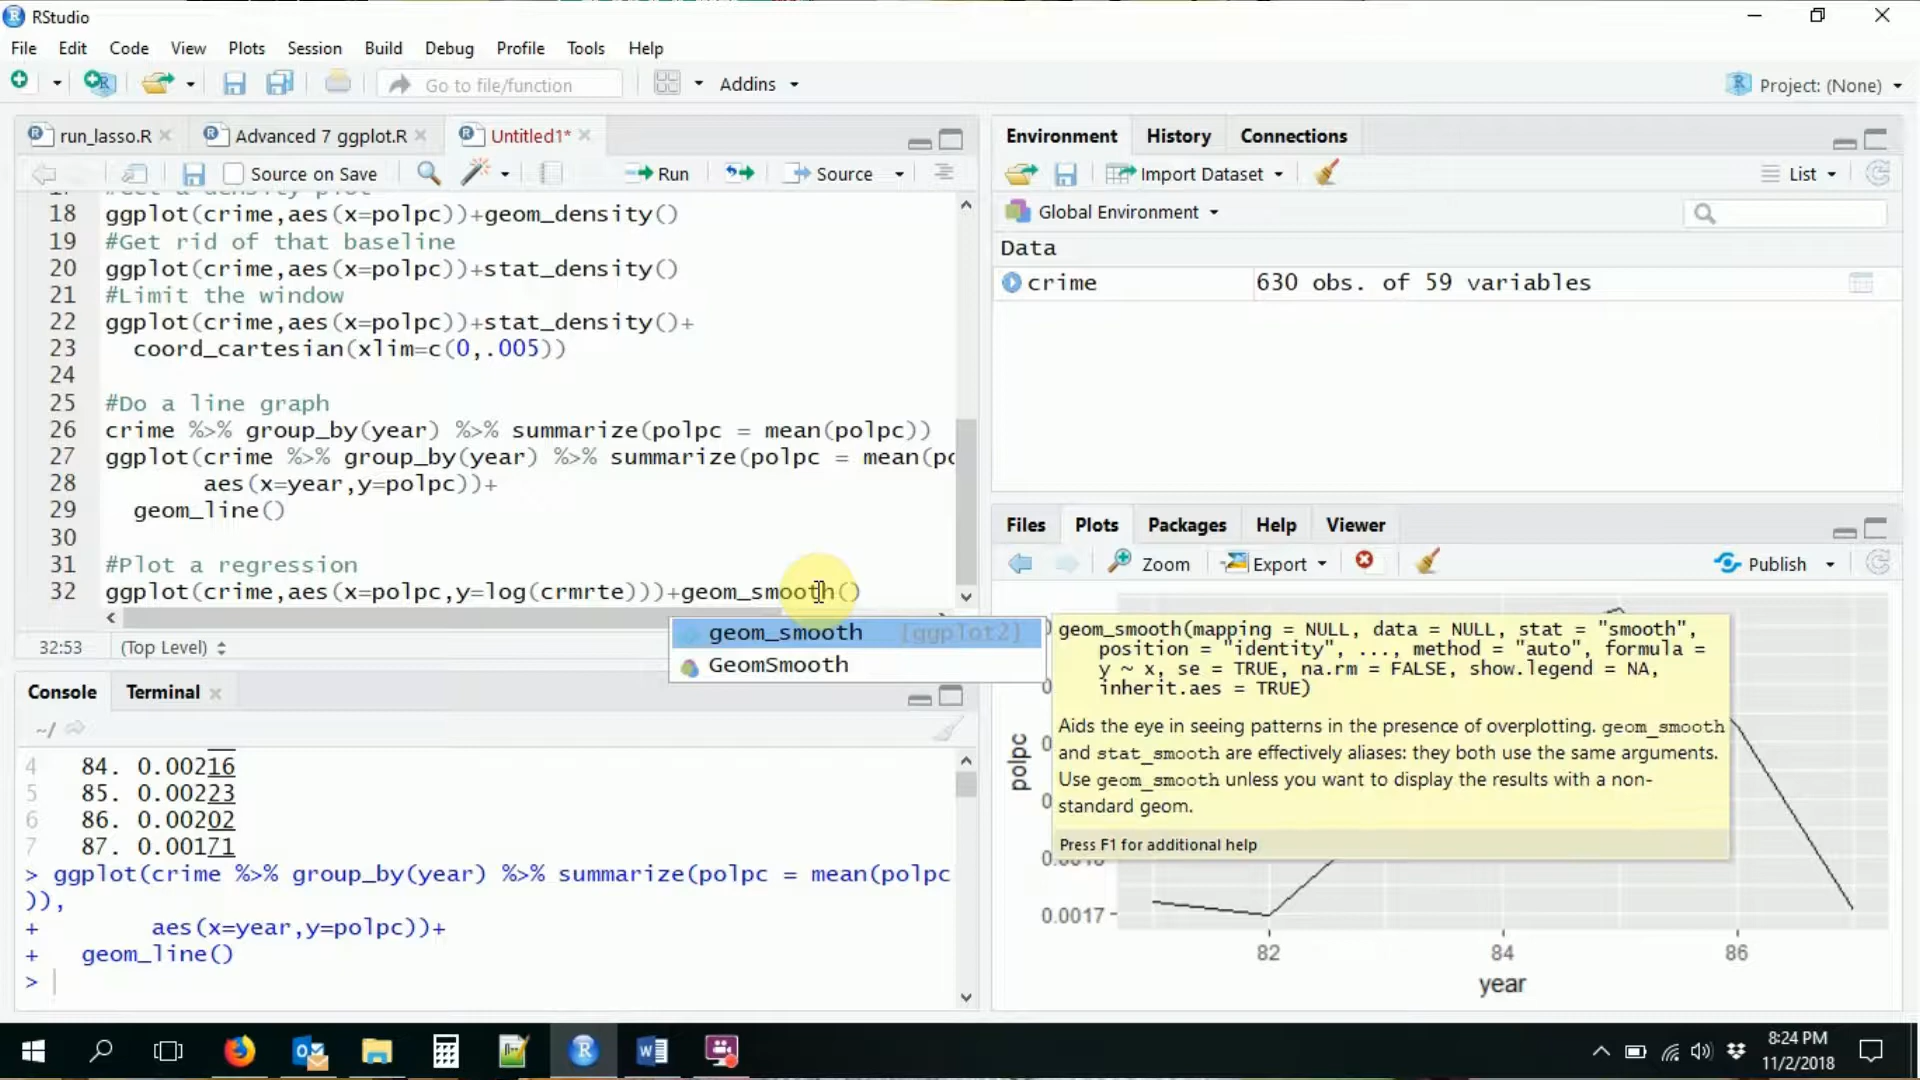 RStudio
File Edit Code View Plots Session Build Debug Profile Tools Help
Go to file/function Addins Project: (None)
run_lasso.R Advanced 7 ggplot.R Untitled1*
Source on Save Run Source
18 ggplot(crime,aes(x=polpc))+geom_density()
19 #Get rid of that baseline
20 ggplot(crime,aes(x=polpc))+stat_density()
21 #Limit the window
22 ggplot(crime,aes(x=polpc))+stat_density()+
23 coord_cartesian(xlim=c(0,.005))
24
25 #Do a line graph
26 crime %>% group_by(year) %>% summarize(polpc = mean(polpc))
27 ggplot(crime %>% group_by(year) %>% summarize(polpc = mean(pc
28 aes(x=year,y=polpc))+
29 geom_line()
30
31 #Plot a regression
32 ggplot(crime,aes(x=polpc,y=log(crmrte)))+geom_smooth()
geom_smooth [ggplot2]
GeomSmooth
32:53 (Top Level)
Console Terminal
~/
4 84. 0.00216
5 85. 0.00223
6 86. 0.00202
7 87. 0.00171
> ggplot(crime %>% group_by(year) %>% summarize(polpc = mean(polpc
)),
+ aes(x=year,y=polpc))+
+ geom_line()
>
Environment History Connections
Import Dataset List
Global Environment
Data
crime 630 obs. of 59 variables
Files Plots Packages Help Viewer
Zoom Export Publish
geom_smooth(mapping = NULL, data = NULL, stat = "smooth",
position = "identity", ..., method = "auto", formula =
y ~ x, se = TRUE, na.rm = FALSE, show.legend = NA,
inherit.aes = TRUE)
Aids the eye in seeing patterns in the presence of overplotting. geom_smooth
and stat_smooth are effectively aliases: they both use the same arguments.
Use geom_smooth unless you want to display the results with a non-
standard geom.
Press F1 for additional help
polpc
0.0017
82 84 86
year
8:24 PM
11/2/2018